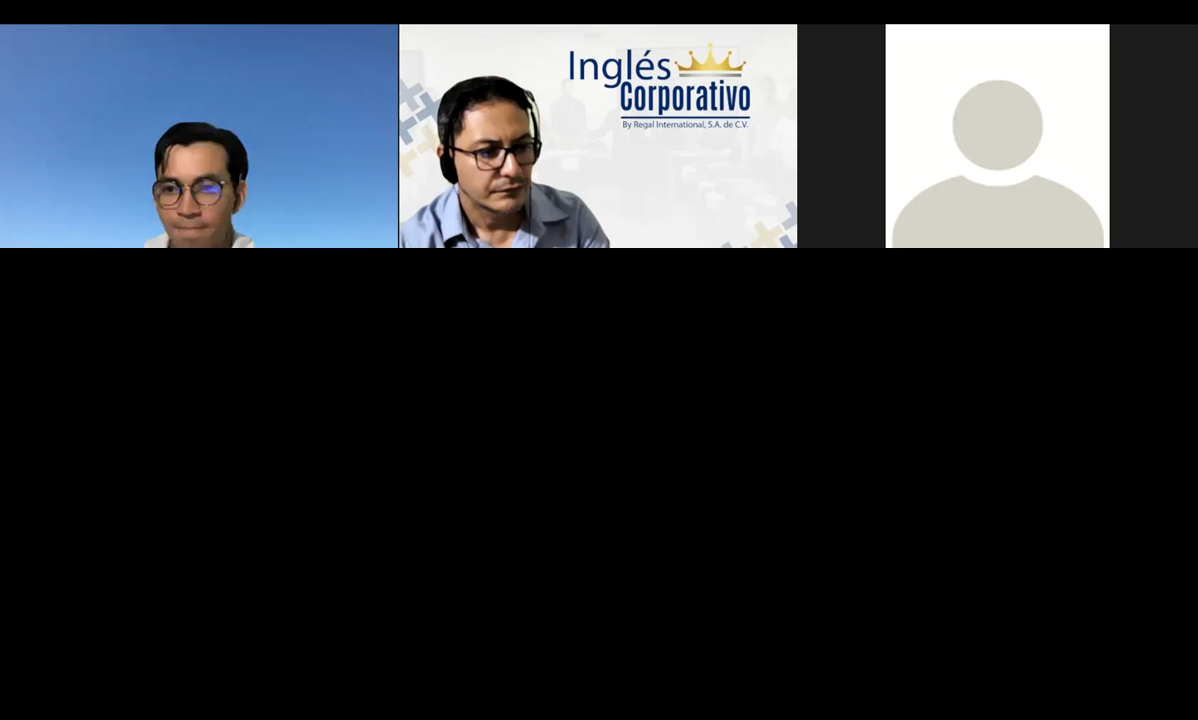 Inglés
Corporativo
By Regal International, S.A. de C.V.